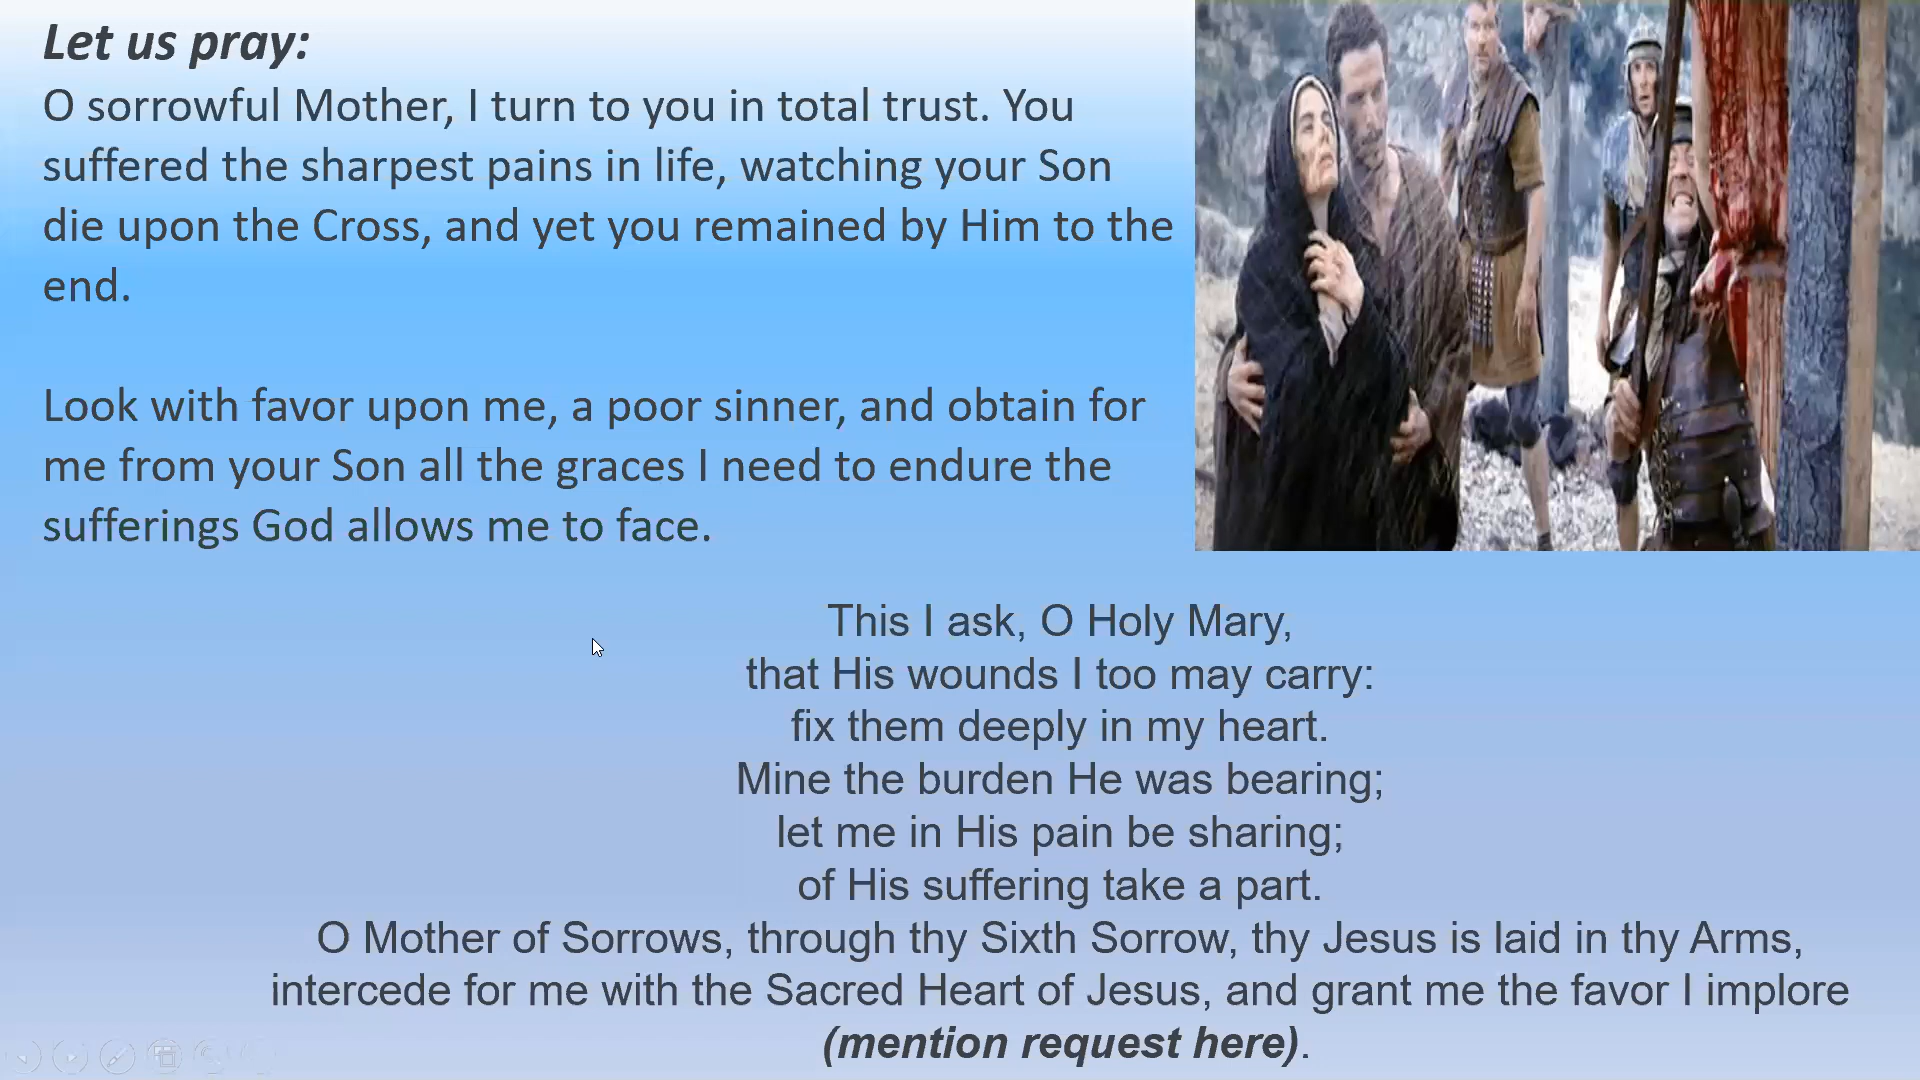 Let us pray:
O sorrowful Mother, I turn to you in total trust. You
suffered the sharpest pains in life, watching your Son
die upon the Cross, and yet you remained by Him to the
end.
Look with favor upon me, a poor sinner, and obtain for
me from your Son all the graces I need to endure the
sufferings God allows me to face.
This I ask, O Holy Mary,
that His wounds I too may carry:
fix them deeply in my heart.
Mine the burden He was bearing;
let me in His pain be sharing;
of His suffering take a part.
O Mother of Sorrows, through thy Sixth Sorrow, thy Jesus is laid in thy Arms,
intercede for me with the Sacred Heart of Jesus, and grant me the favor I implore
(mention request here).